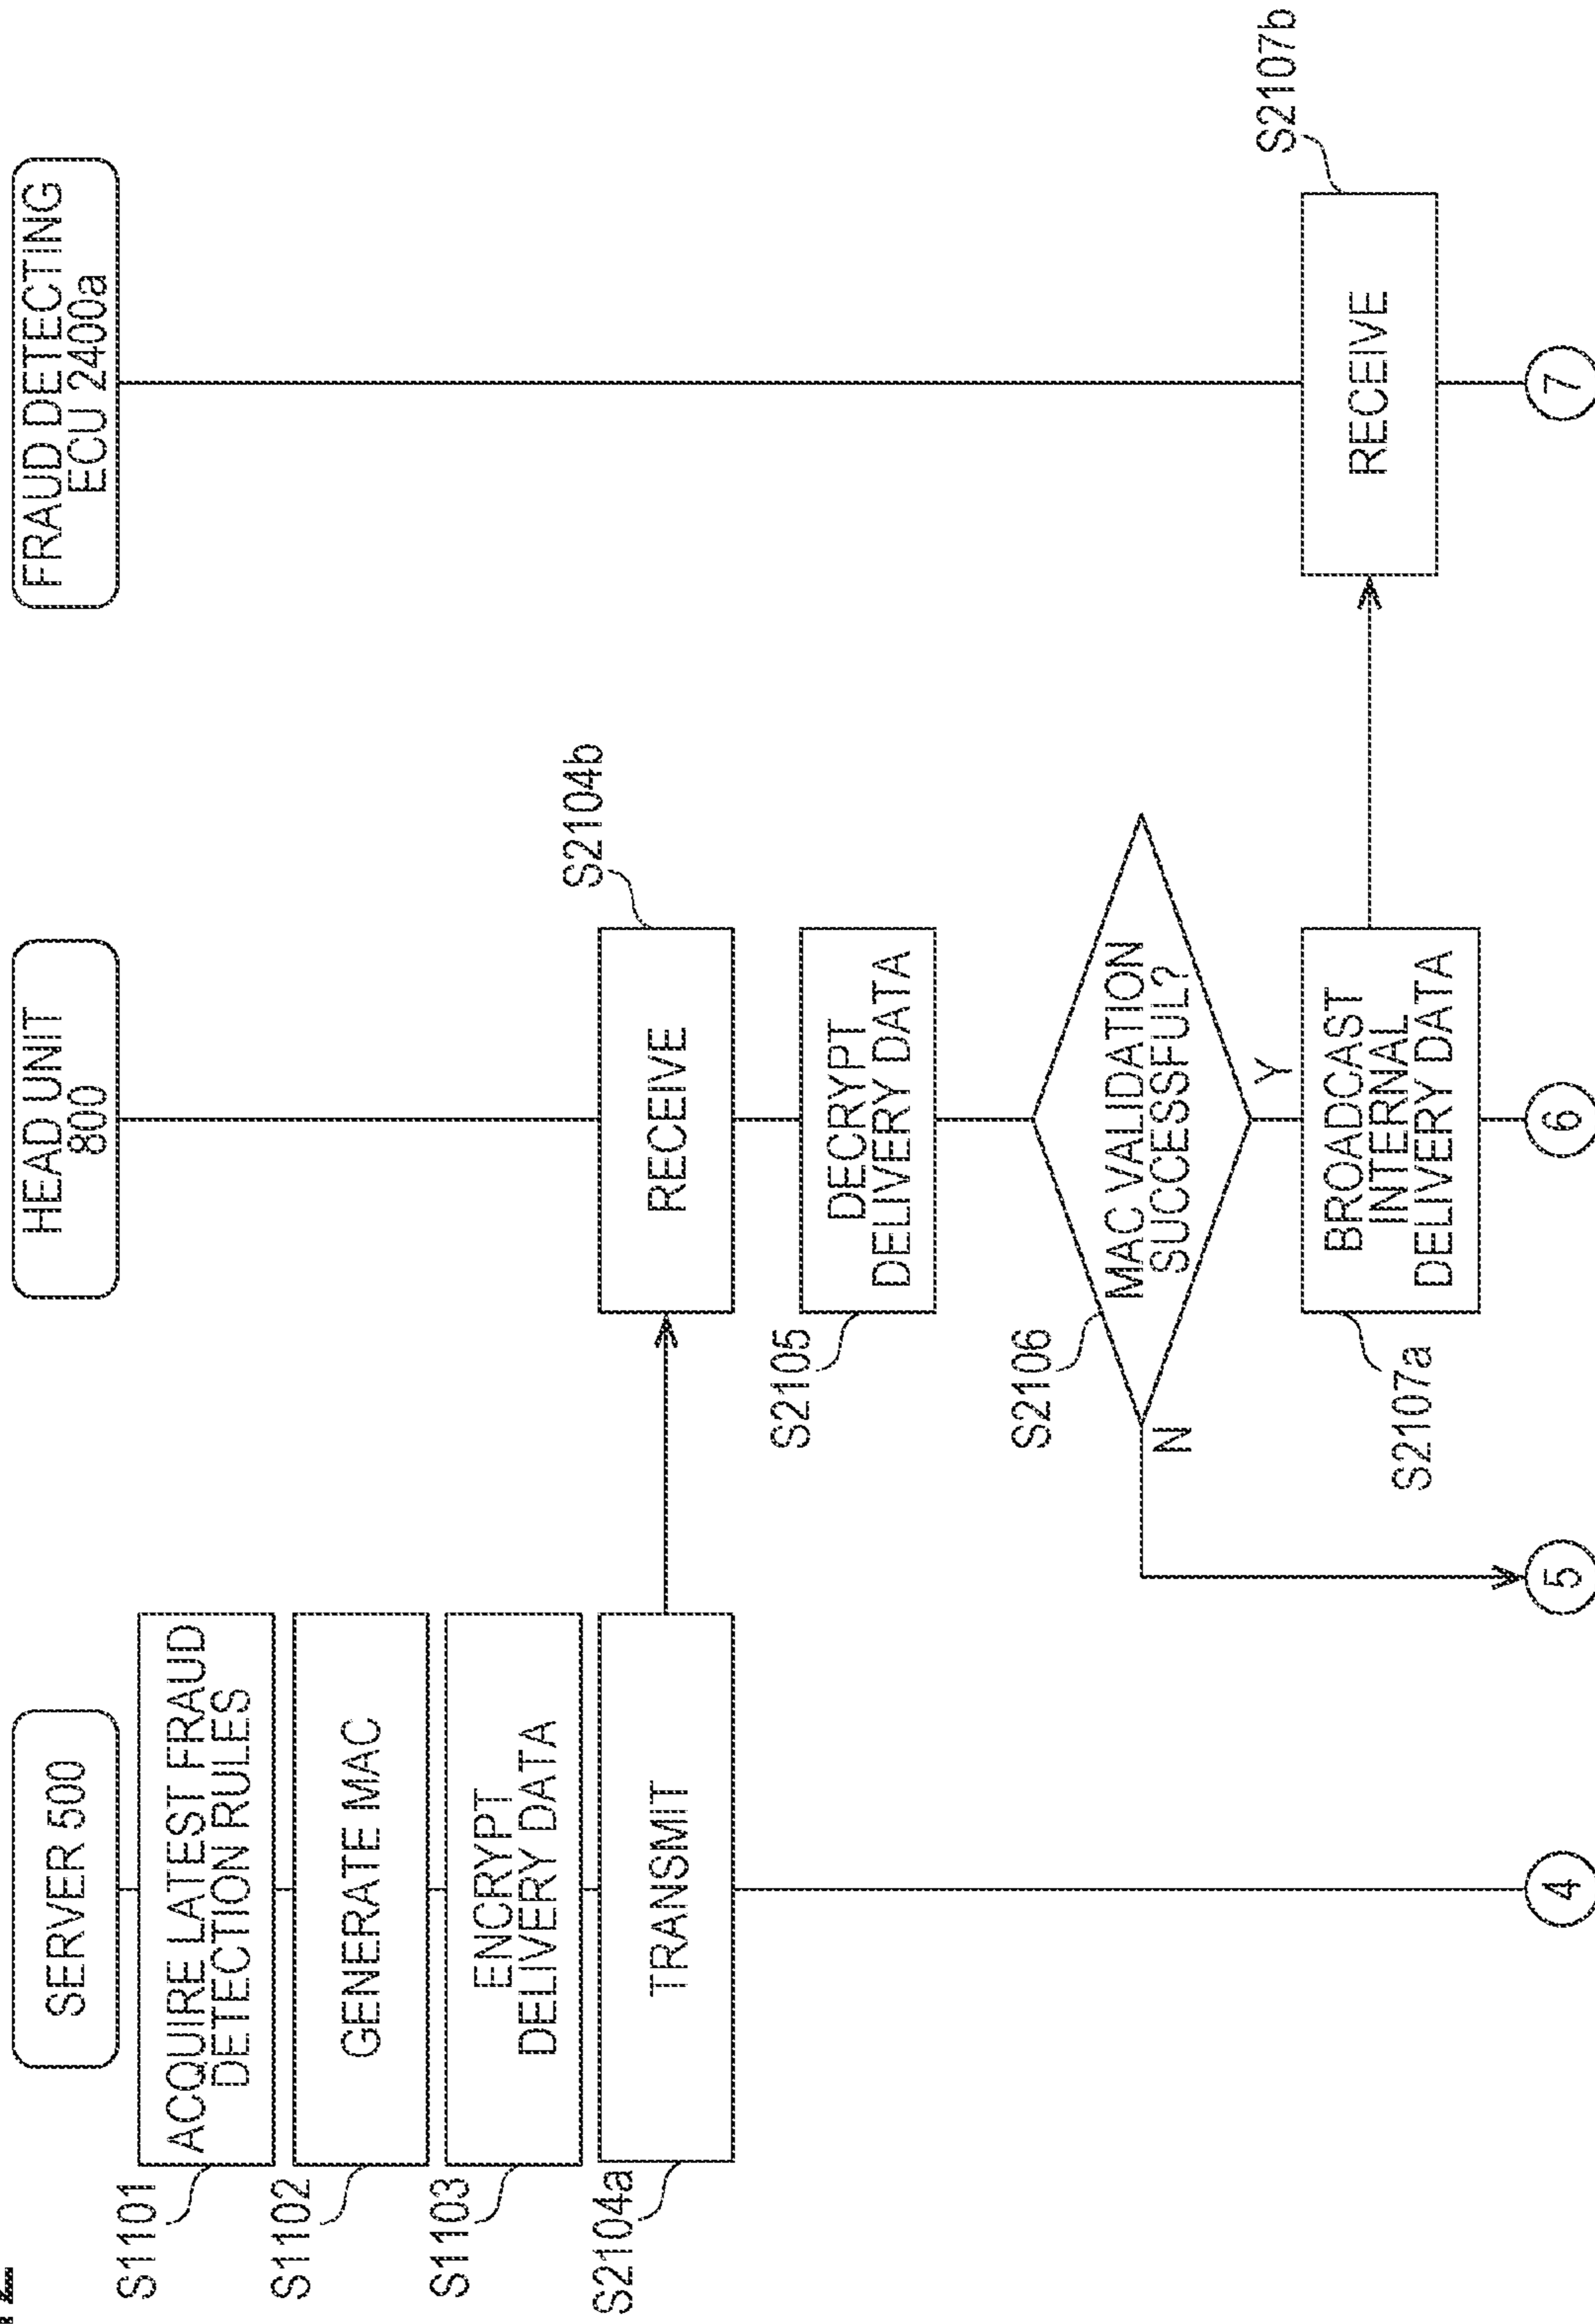 SERVER 500
HEAD UNIT
800
FRAUD DETECTING
ECU 2400a
S1101
ACQUIRE LATEST FRAUD
DETECTION RULES
S1102
GENERATE MAC
S1103
ENCRYPT
DELIVERY DATA
S2104a
TRANSMIT
S2104b
RECEIVE
S2105
DECRYPT
DELIVERY DATA
S2106
MAC VALIDATION
SUCCESSFUL?
N
Y
S2107a
BROADCAST
INTERNAL
DELIVERY DATA
S2107b
RECEIVE
4
5
6
7